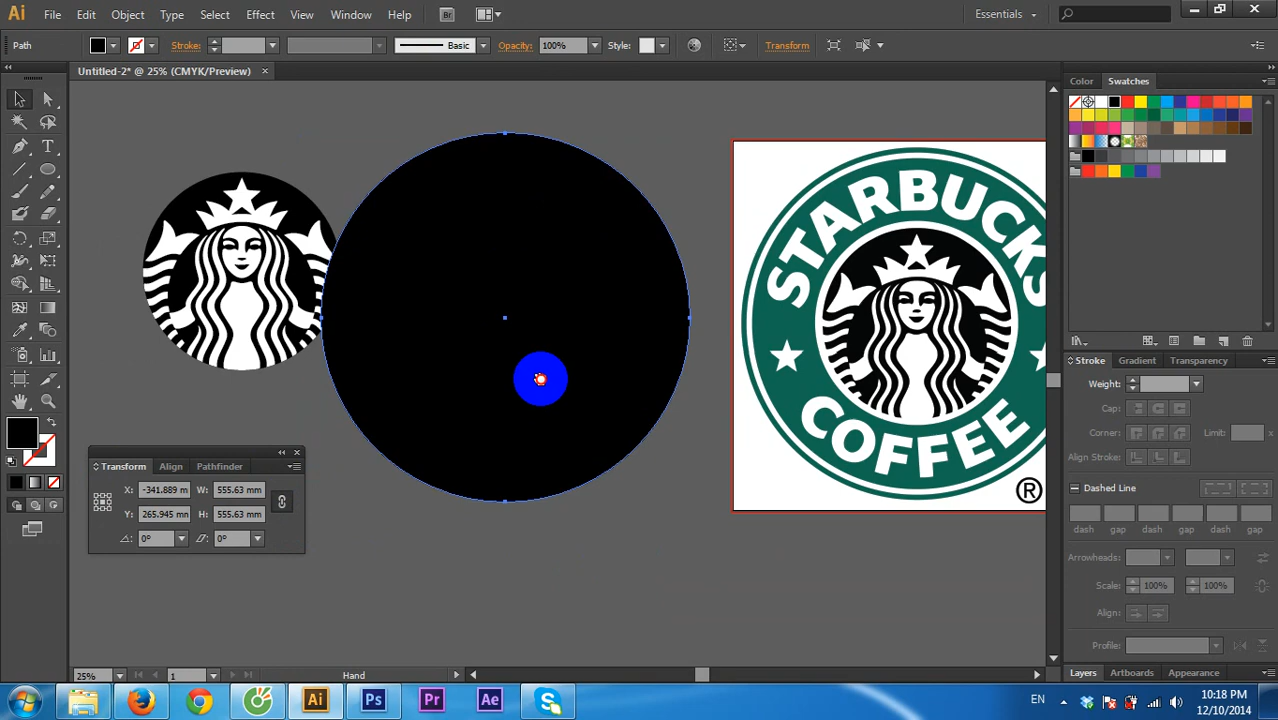 Ai File Edit Object Type Select Effect View Window Help Br Essentials
Path Stroke: Basic Opacity: 100% Style: Transform
Untitled-2* @ 25% (CMYK/Preview) ×
Color Swatches
STARBUCKS
COFFEE
®
Stroke Gradient Transparency
Weight:
Cap:
Corner: Limit: x
Align Stroke:
Dashed Line
dash gap dash gap dash gap
Arrowheads:
Scale: 100% 100%
Align:
Profile:
Transform Align Pathfinder
X: -341.889 m W: 555.63 mm
Y: 265.945 mn H: 555.63 mm
0° 0°
25% 1 Hand
Layers Artboards Appearance
Ai Ps Pr Ae S EN 10:18 PM
12/10/2014